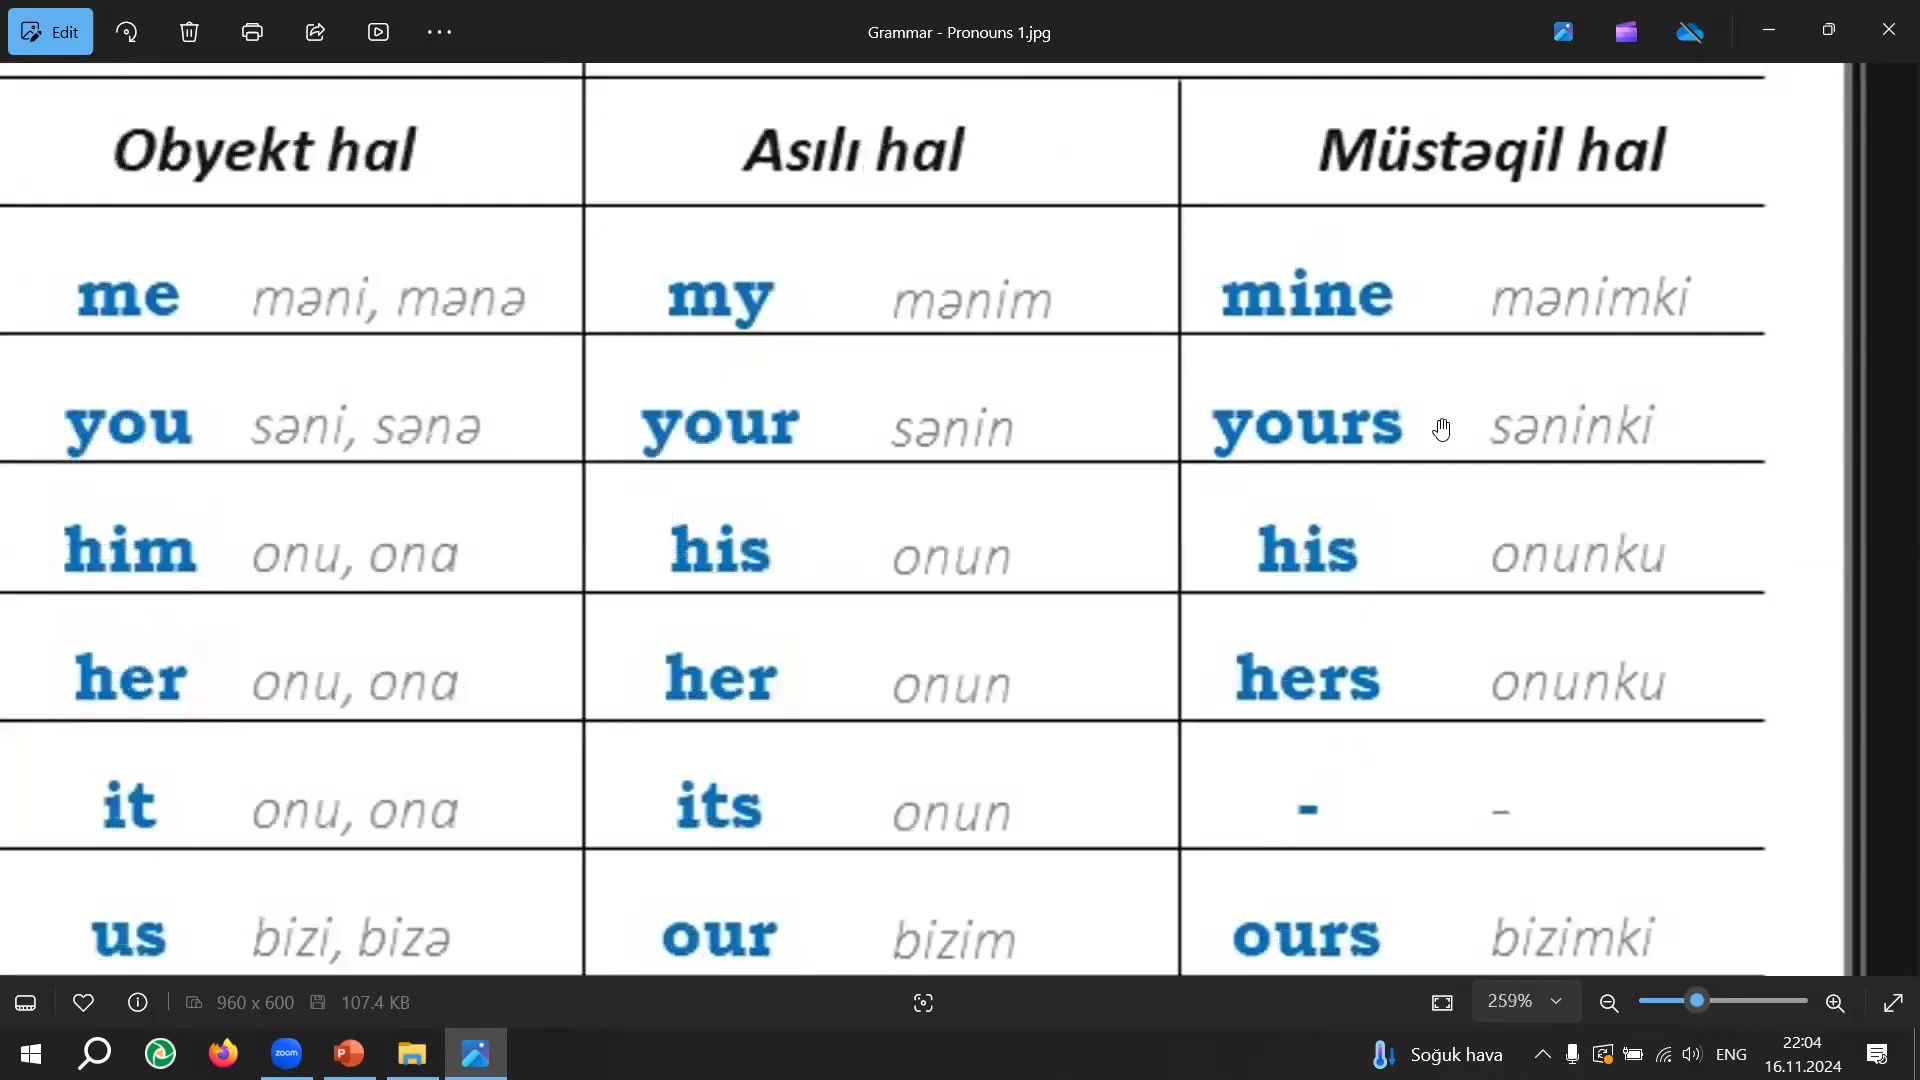 Edit
Grammar - Pronouns 1.jpg
Obyekt hal Asılı hal Müstəqil hal
me məni, mənə my mənim mine mənimki
you səni, sənə your sənin yours səninki
him onu, ona his onun his onunku
her onu, ona her onun hers onunku
it onu, ona its onun - -
us bizi, bizə our bizim ours bizimki
960 x 600 107.4 KB 259%
zoom P Soğuk hava ENG 22:04
16.11.2024